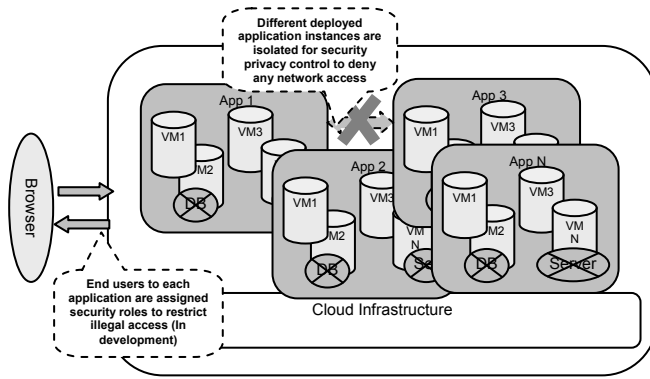 Different deployed
application instances are
isolated for security
privacy control to deny
any network access
App 1
VM1
VM3
M2
DB
App 3
VM3
App 2
VM1
VM3
M2
DB
VM
N
Se
App N
VM1
VM3
VM2
VM
N
DB
Server
Browser
End users to each
application are assigned
security roles to restrict
illegal access (In
development)
Cloud Infrastructure